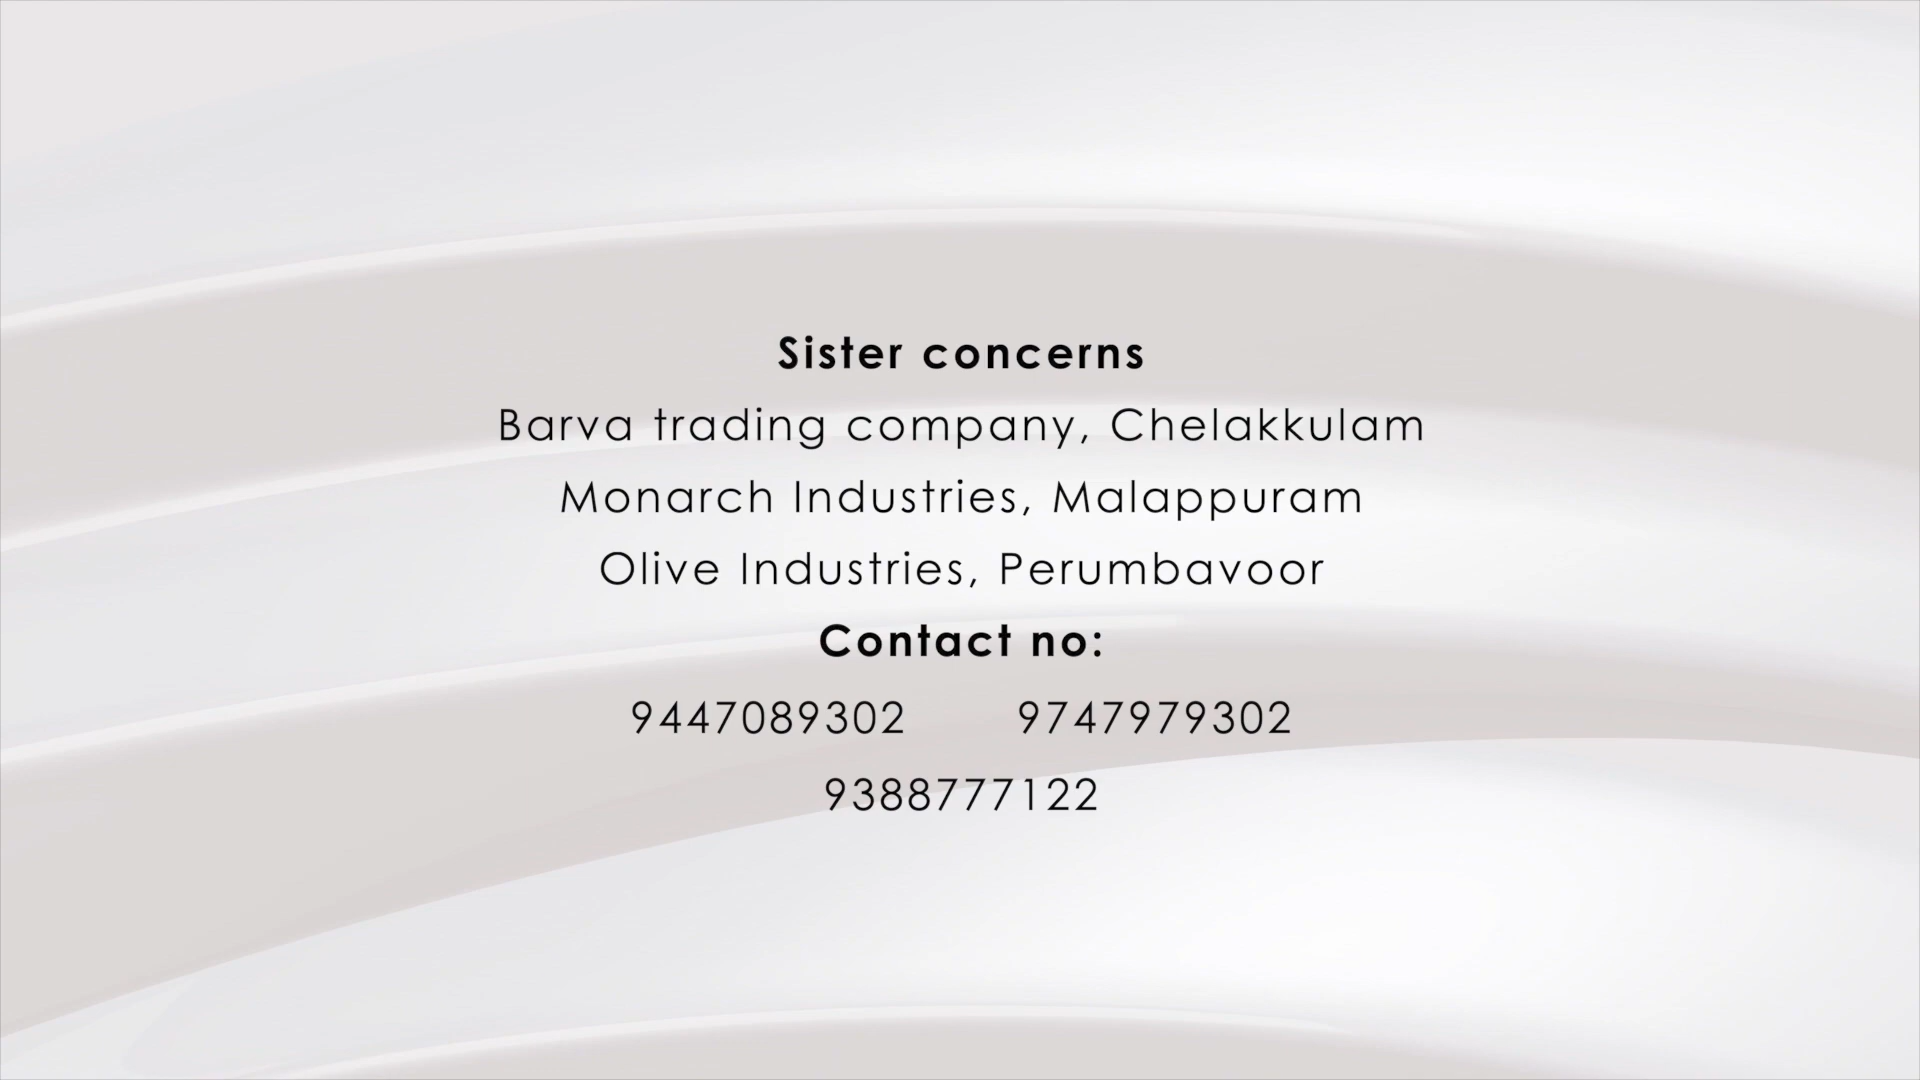 Sister concerns
Barva trading company, Chelakkulam
Monarch Industries, Malappuram
Olive Industries, Perumbavoor
Contact no:
9447089302 9747979302
9388777122